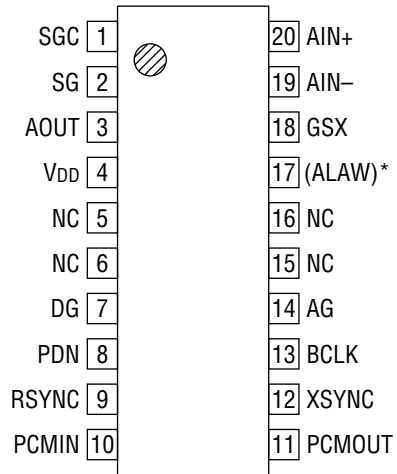 SGC 1 20 AIN+
SG 2 19 AIN–
AOUT 3 18 GSX
VDD 4 17 (ALAW)*
NC 5 16 NC
NC 6 15 NC
DG 7 14 AG
PDN 8 13 BCLK
RSYNC 9 12 XSYNC
PCMIN 10 11 PCMOUT